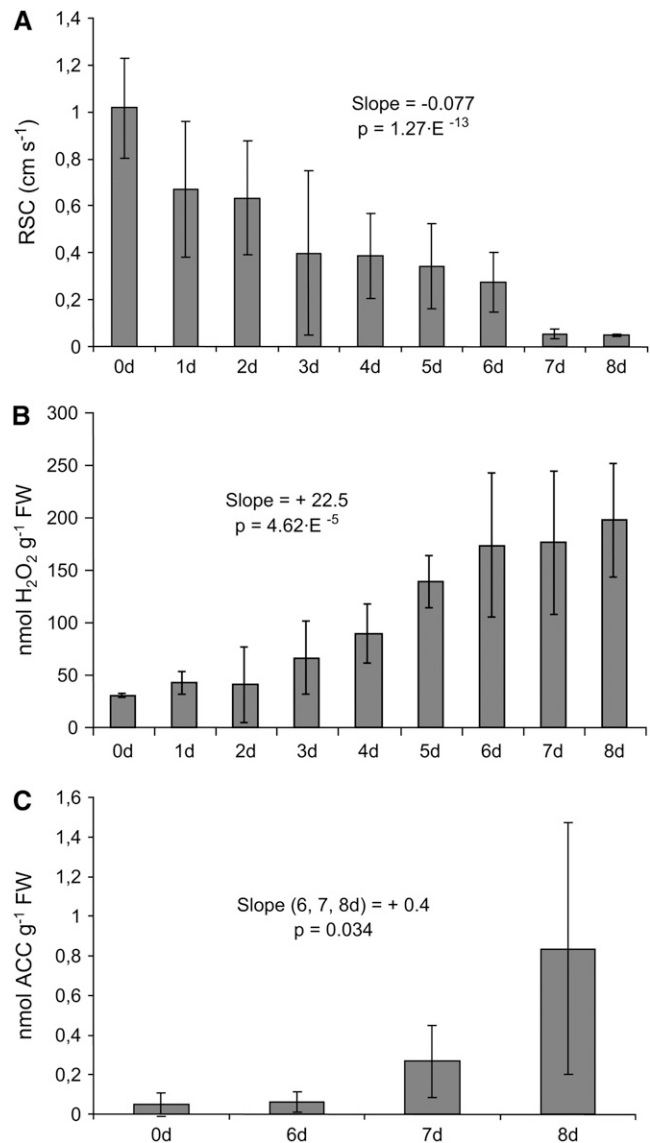 A
1,4
1,2
1
0,8
0,6
0,4
0,2
0
RSC (cm s⁻¹)
Slope = -0.077
p = 1.27·E ⁻¹³
0d 1d 2d 3d 4d 5d 6d 7d 8d
B
300
250
200
150
100
50
0
nmol H₂O₂ g⁻¹ FW
Slope = + 22.5
p = 4.62·E ⁻⁵
0d 1d 2d 3d 4d 5d 6d 7d 8d
C
1,6
1,4
1,2
1
0,8
0,6
0,4
0,2
0
nmol ACC g⁻¹ FW
Slope (6, 7, 8d) = + 0.4
p = 0.034
0d 6d 7d 8d